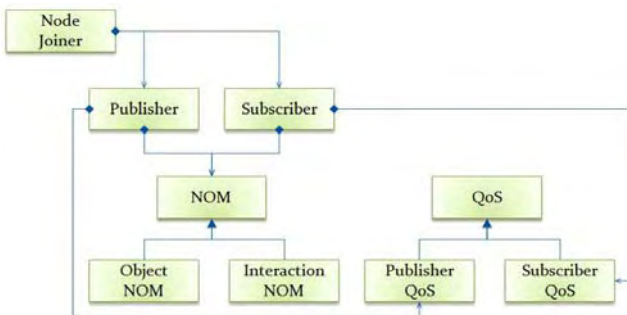 Node
Joiner
Publisher
Subscriber
NOM
QoS
Object
NOM
Interaction
NOM
Publisher
QoS
Subscriber
QoS